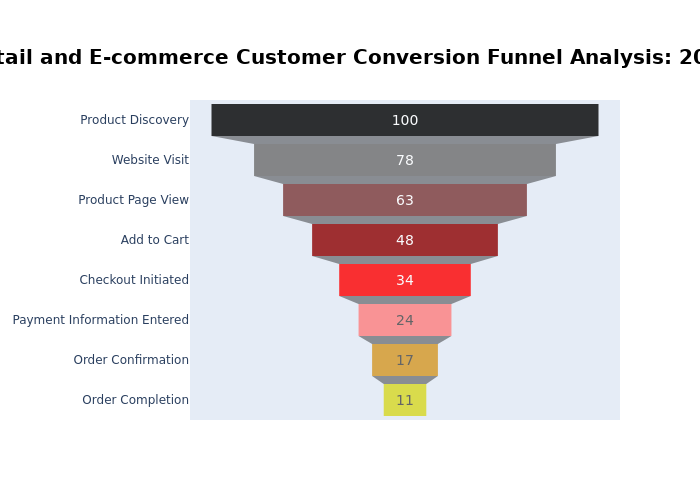 tail and E-commerce Customer Conversion Funnel Analysis: 20
Product Discovery 100
Website Visit 78
Product Page View 63
Add to Cart 48
Checkout Initiated 34
Payment Information Entered 24
Order Confirmation 17
Order Completion 11